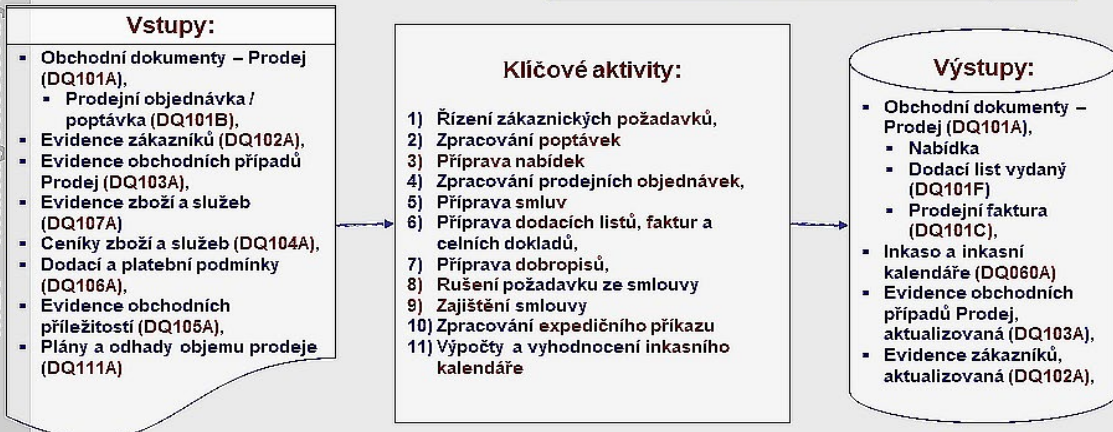 Vstupy:
▪ Obchodní dokumenty – Prodej
(DQ101A),
▪ Prodejní objednávka /
poptávka (DQ101B),
▪ Evidence zákazníků (DQ102A),
▪ Evidence obchodních případů
Prodej (DQ103A),
▪ Evidence zboží a služeb
(DQ107A)
▪ Ceníky zboží a služeb (DQ104A),
▪ Dodací a platební podmínky
(DQ106A),
▪ Evidence obchodních
příležitostí (DQ105A),
▪ Plány a odhady objemu prodeje
(DQ111A)
Klíčové aktivity:
1) Řízení zákaznických požadavků,
2) Zpracování poptávek
3) Příprava nabídek
4) Zpracování prodejních objednávek,
5) Příprava smluv
6) Příprava dodacích listů, faktur a
celních dokladů,
7) Příprava dobropisů,
8) Rušení požadavku ze smlouvy
9) Zajištění smlouvy
10) Zpracování expedičního příkazu
11) Výpočty a vyhodnocení inkasního
kalendáře
Výstupy:
▪ Obchodní dokumenty –
Prodej (DQ101A),
▪ Nabídka
▪ Dodací list vydaný
(DQ101F)
▪ Prodejní faktura
(DQ101C),
▪ Inkaso a inkasní
kalendáře (DQ060A)
▪ Evidence obchodních
případů Prodej,
aktualizovaná (DQ103A),
▪ Evidence zákazníků,
aktualizovaná (DQ102A),